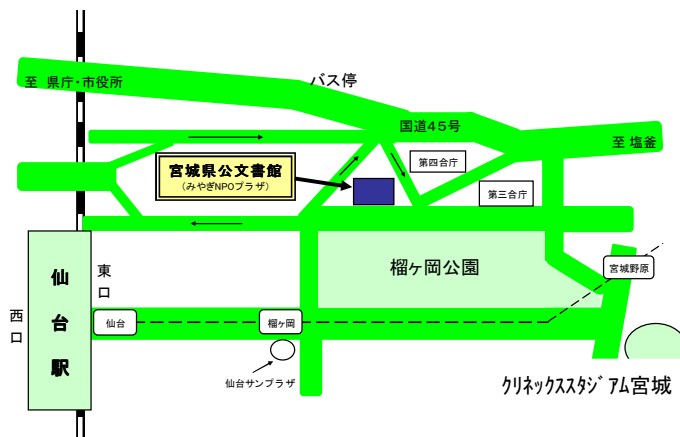 バス停
至 県庁・市役所
国道45号
至 塩釜
第四合庁
宮城県公文書館
(みやぎNPOプラザ)
第三合庁
榴ヶ岡公園
宮城野原
仙台駅
東口
西口
仙台
榴ヶ岡
仙台サンプラザ
クリネックススタジアム宮城